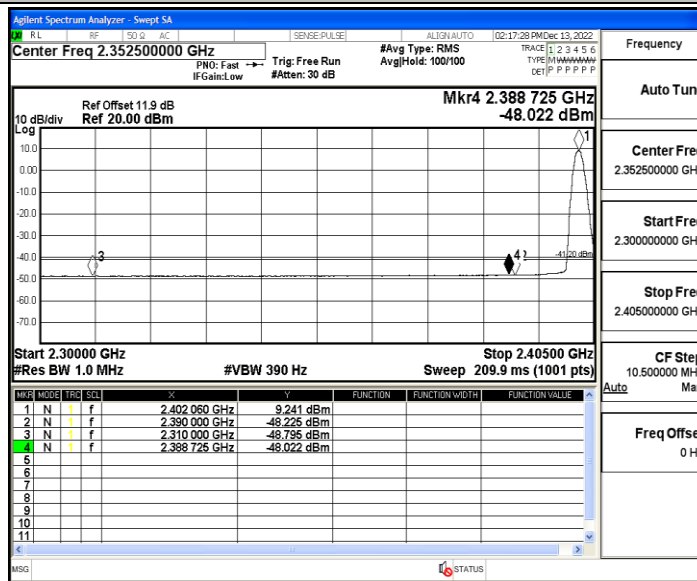 Agilent Spectrum Analyzer - Swept SA
RL RF 50 Ω AC SENSE:PULSE ALIGNAUTO 02:17:28 PM Dec 13, 2022
Center Freq 2.352500000 GHz
PNO: Fast
IFGain:Low
Trig: Free Run
#Atten: 30 dB
#Avg Type: RMS
Avg|Hold: 100/100
TRACE 1 2 3 4 5 6
TYPE MWWWWW
DET P P P P P P
Frequency
Auto Tun
Center Fre
2.352500000 GH
Start Fre
2.300000000 GH
Stop Fre
2.405000000 GH
CF Step
10.500000 MH
Auto Ma
Freq Offse
0 H
Mkr4 2.388 725 GHz
-48.022 dBm
Ref Offset 11.9 dB
10 dB/div Ref 20.00 dBm
Log
1
10.0
0.00
-10.0
-20.0
-30.0
-40.0
-50.0
-60.0
-70.0
3
4 2
-41.20 dBm
Start 2.30000 GHz Stop 2.40500 GHz
#Res BW 1.0 MHz #VBW 390 Hz Sweep 209.9 ms (1001 pts)
MKR MODE TRC SCL X Y FUNCTION FUNCTION WIDTH FUNCTION VALUE
1 N 1 f 2.402 060 GHz 9.241 dBm
2 N 1 f 2.390 000 GHz -48.225 dBm
3 N 1 f 2.310 000 GHz -48.795 dBm
4 N 1 f 2.388 725 GHz -48.022 dBm
5
6
7
8
9
10
11
MSG STATUS